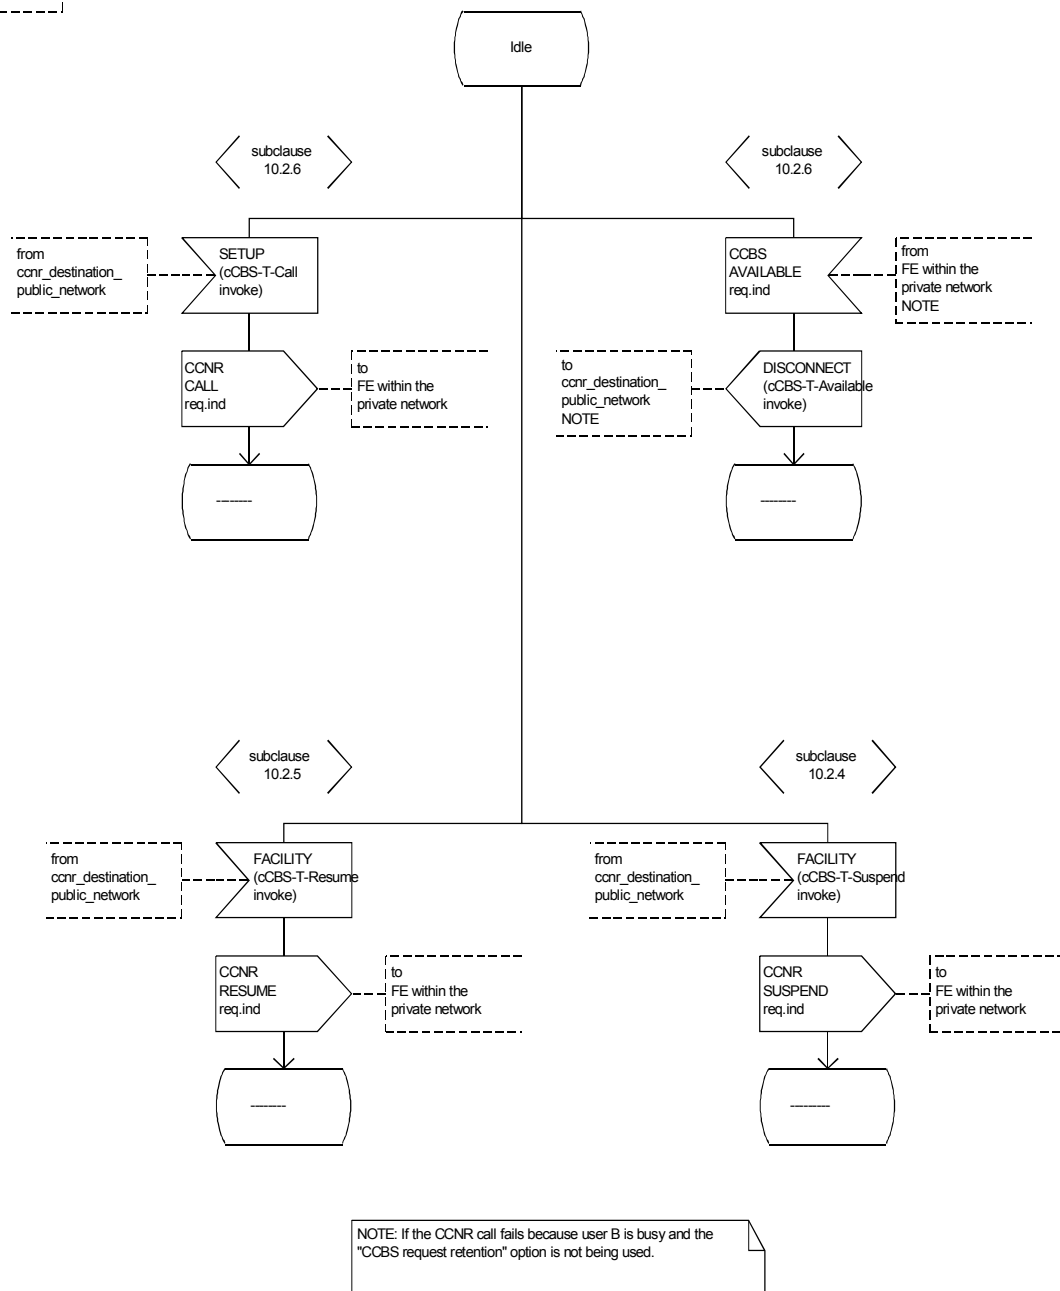 Idle
subclause
10.2.6
subclause
10.2.6
from
ccnr_destination_
public_network
SETUP
(cCBS-T-Call
invoke)
CCBS
AVAILABLE
req.ind
from
FE within the
private network
NOTE
CCNR
CALL
req.ind
to
FE within the
private network
to
ccnr_destination_
public_network
NOTE
DISCONNECT
(cCBS-T-Available
invoke)
--------
--------
subclause
10.2.5
subclause
10.2.4
from
ccnr_destination_
public_network
FACILITY
(cCBS-T-Resume
invoke)
from
ccnr_destination_
public_network
FACILITY
(cCBS-T-Suspend
invoke)
CCNR
RESUME
req.ind
to
FE within the
private network
CCNR
SUSPEND
req.ind
to
FE within the
private network
--------
---------
NOTE: If the CCNR call fails because user B is busy and the
"CCBS request retention" option is not being used.